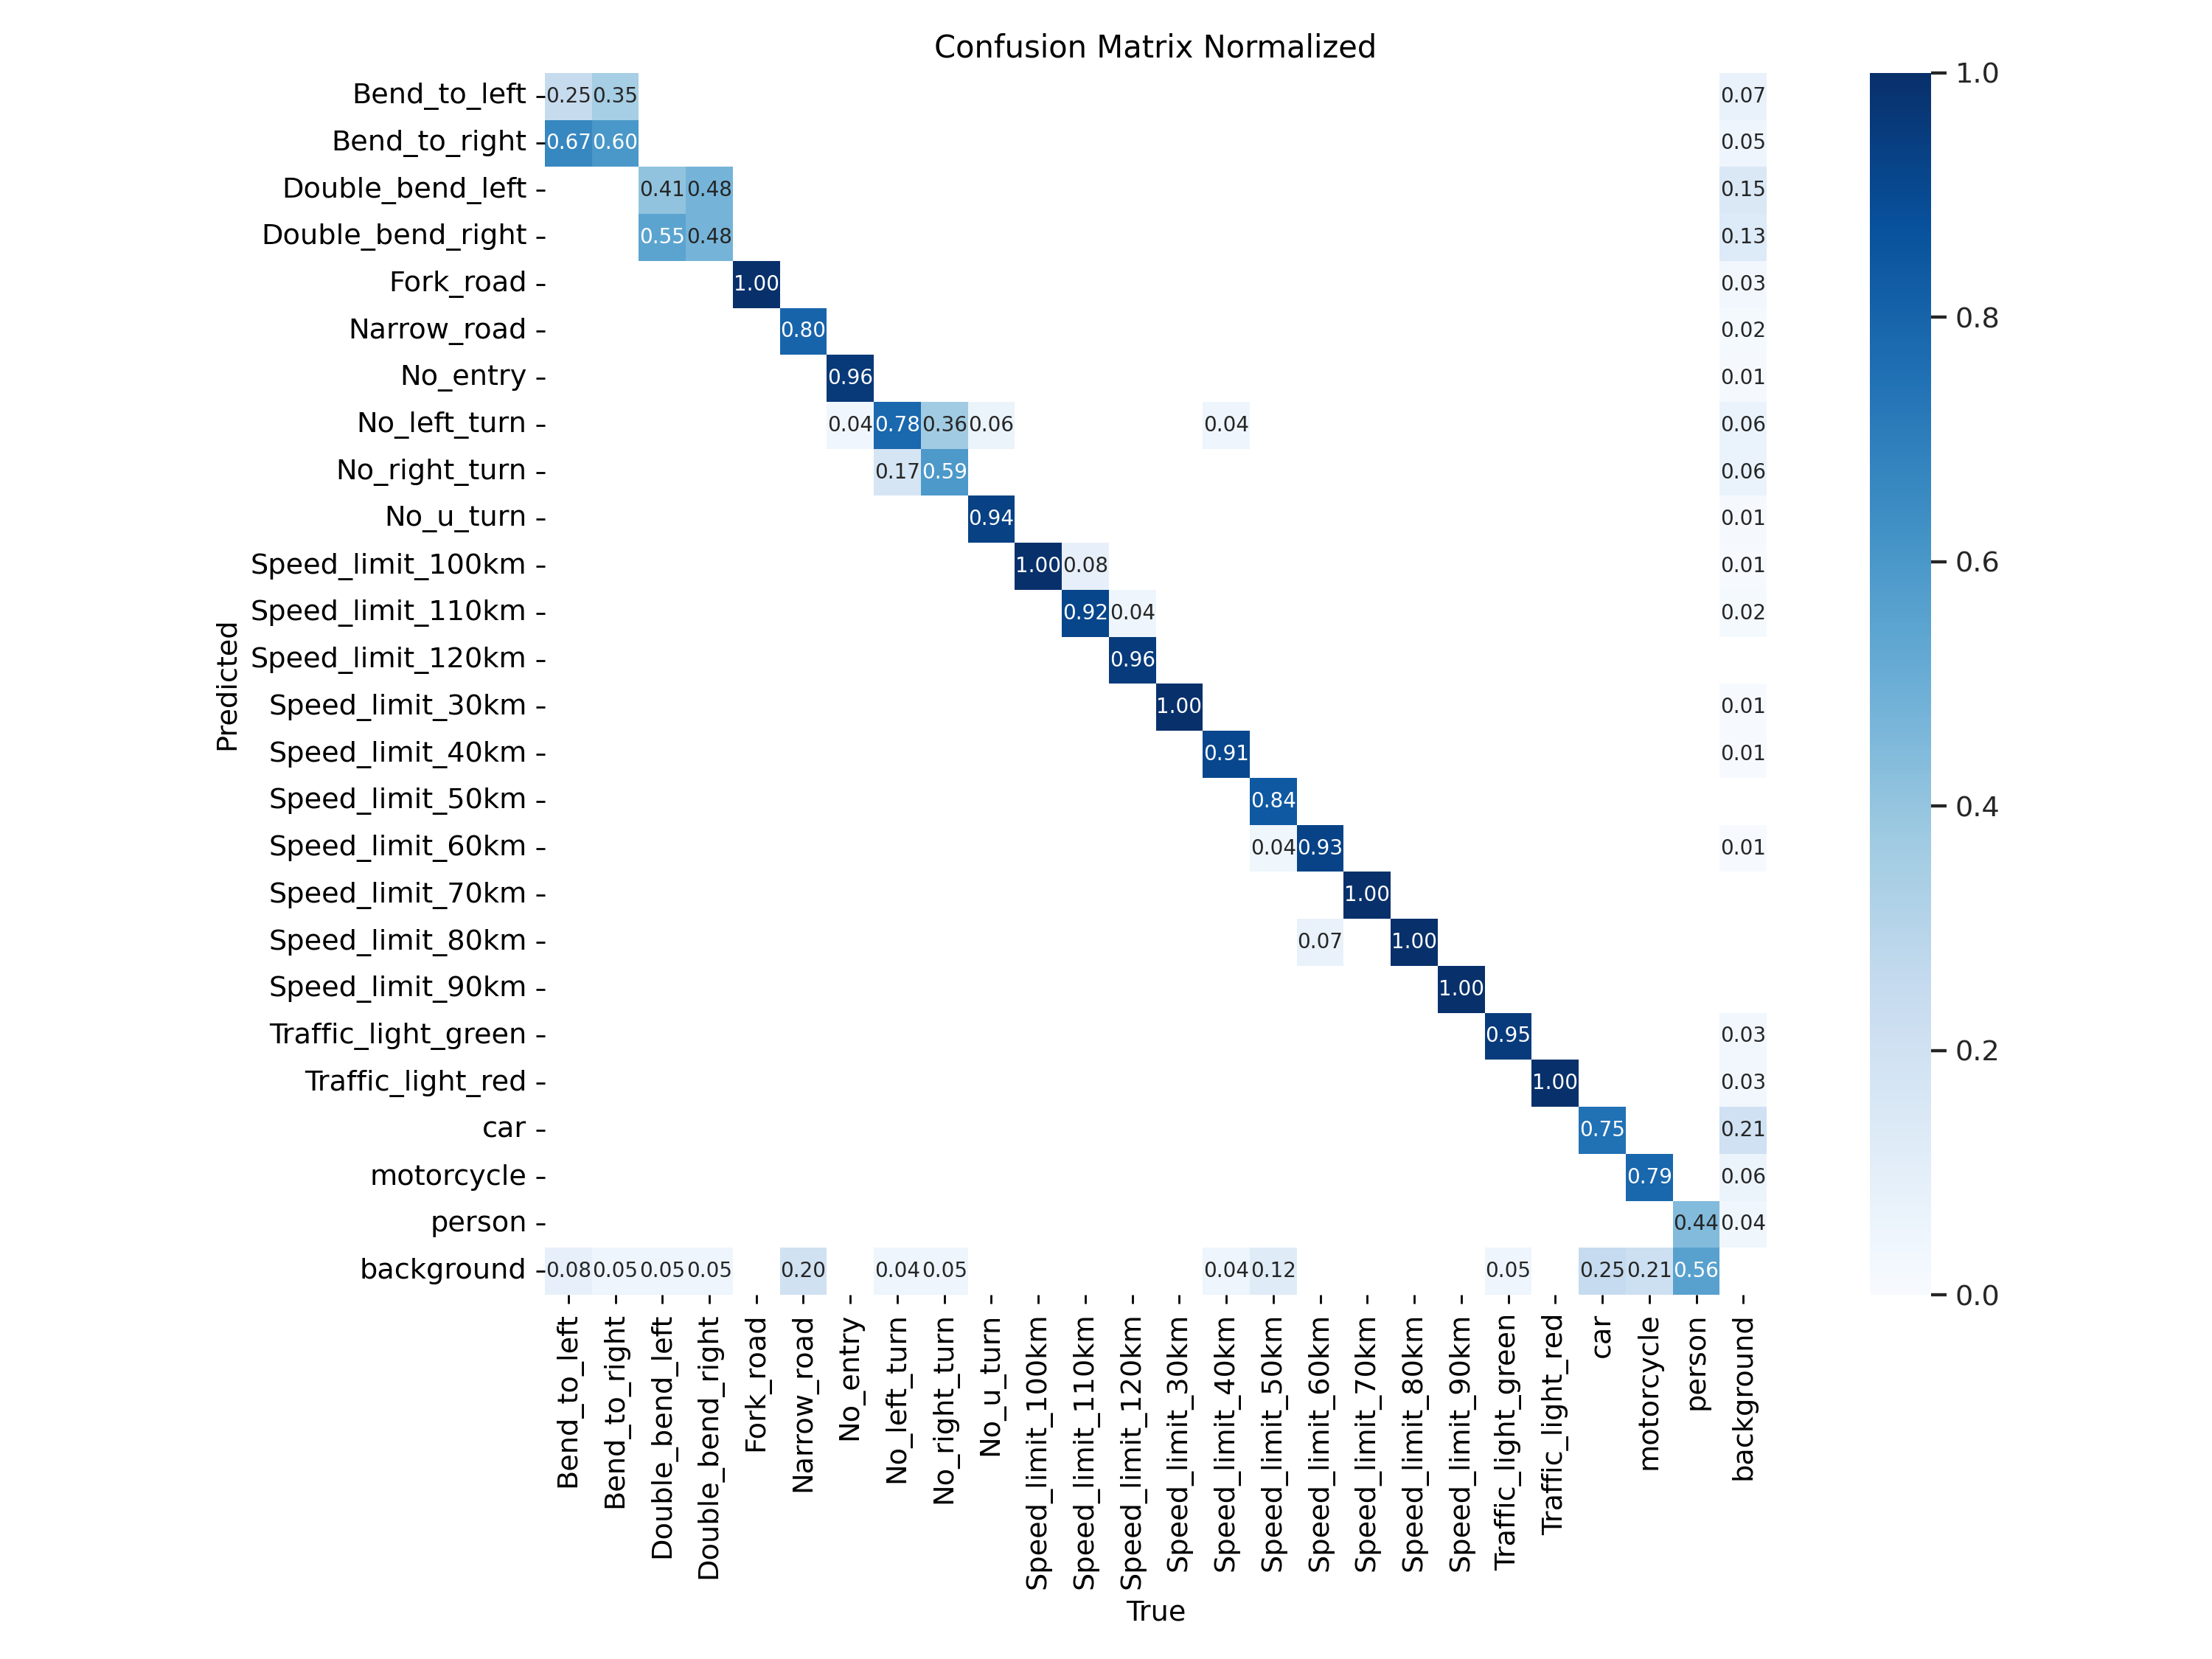 Confusion Matrix Normalized
Predicted
Bend_to_left 0.25 0.35 0.07
Bend_to_right 0.67 0.60 0.05
Double_bend_left 0.41 0.48 0.15
Double_bend_right 0.55 0.48 0.13
Fork_road 1.00 0.03
Narrow_road 0.80 0.02
No_entry 0.96 0.01
No_left_turn 0.04 0.78 0.36 0.06 0.04 0.06
No_right_turn 0.17 0.59 0.06
No_u_turn 0.94 0.01
Speed_limit_100km 1.00 0.08 0.01
Speed_limit_110km 0.92 0.04 0.02
Speed_limit_120km 0.96
Speed_limit_30km 1.00 0.01
Speed_limit_40km 0.91 0.01
Speed_limit_50km 0.84
Speed_limit_60km 0.04 0.93 0.01
Speed_limit_70km 1.00
Speed_limit_80km 0.07 1.00
Speed_limit_90km 1.00
Traffic_light_green 0.95 0.03
Traffic_light_red 1.00 0.03
car 0.75 0.21
motorcycle 0.79 0.06
person 0.44 0.04
background 0.08 0.05 0.05 0.05 0.20 0.04 0.05 0.04 0.12 0.05 0.25 0.21 0.56
Bend_to_left
Bend_to_right
Double_bend_left
Double_bend_right
Fork_road
Narrow_road
No_entry
No_left_turn
No_right_turn
No_u_turn
Speed_limit_100km
Speed_limit_110km
Speed_limit_120km
Speed_limit_30km
Speed_limit_40km
Speed_limit_50km
Speed_limit_60km
Speed_limit_70km
Speed_limit_80km
Speed_limit_90km
Traffic_light_green
Traffic_light_red
car
motorcycle
person
background
True
1.0
0.8
0.6
0.4
0.2
0.0